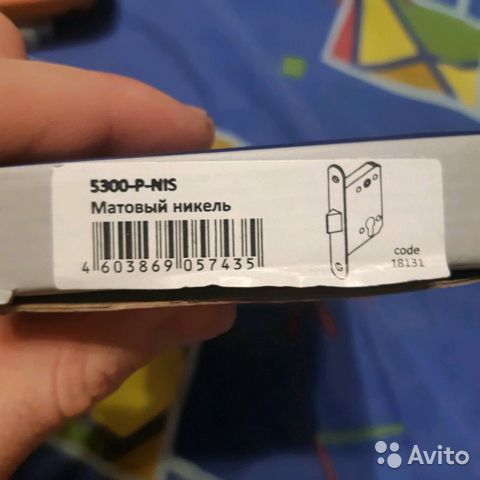 5300-P-NIS
Матовый никель
4 603869 057435
code
18131
Avito